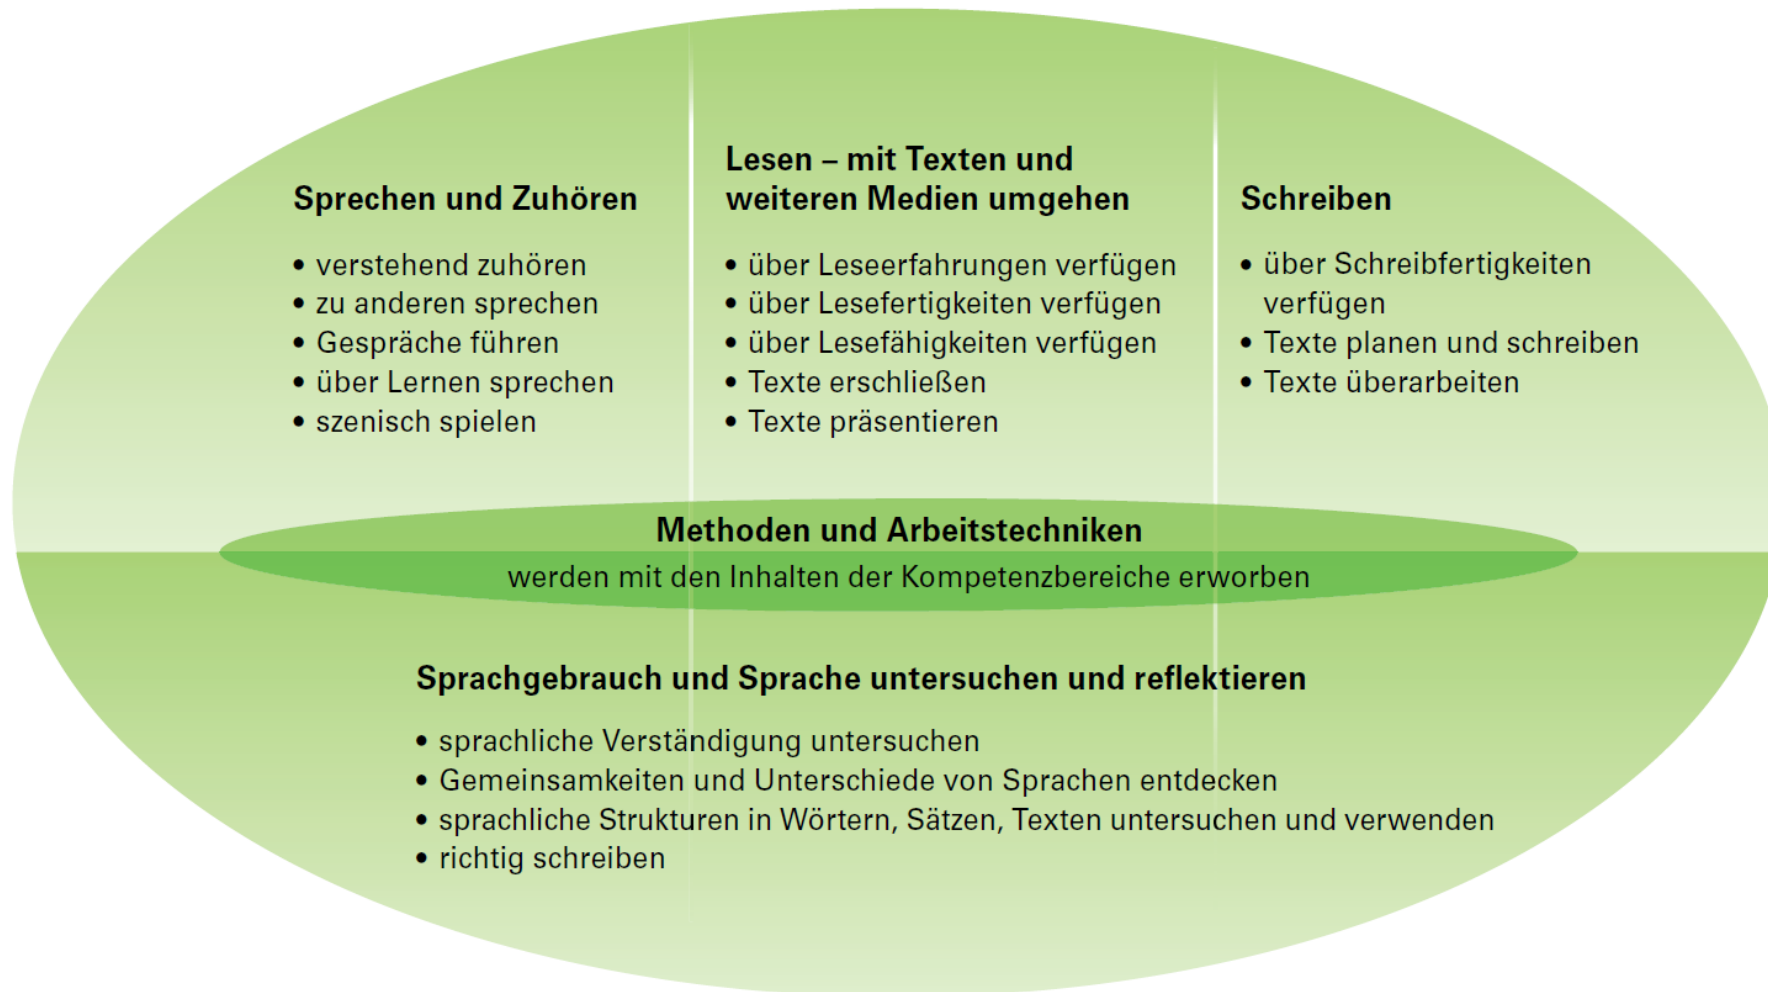 Sprechen und Zuhören
• verstehend zuhören
• zu anderen sprechen
• Gespräche führen
• über Lernen sprechen
• szenisch spielen
Lesen – mit Texten und
weiteren Medien umgehen
• über Leseerfahrungen verfügen
• über Lesefertigkeiten verfügen
• über Lesefähigkeiten verfügen
• Texte erschließen
• Texte präsentieren
Schreiben
• über Schreibfertigkeiten
verfügen
• Texte planen und schreiben
• Texte überarbeiten
Methoden und Arbeitstechniken
werden mit den Inhalten der Kompetenzbereiche erworben
Sprachgebrauch und Sprache untersuchen und reflektieren
• sprachliche Verständigung untersuchen
• Gemeinsamkeiten und Unterschiede von Sprachen entdecken
• sprachliche Strukturen in Wörtern, Sätzen, Texten untersuchen und verwenden
• richtig schreiben